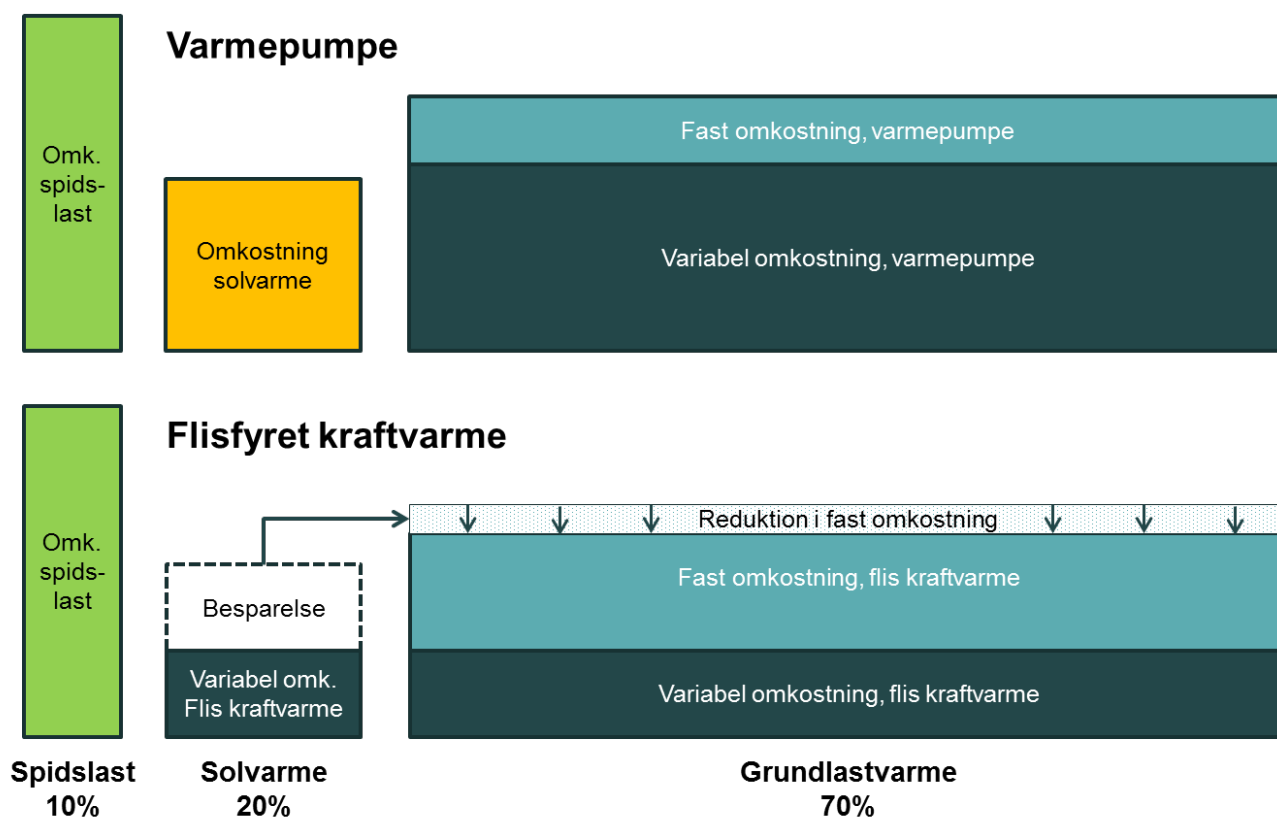 Varmepumpe
Omk.
spids-
last
Omkostning
solvarme
Fast omkostning, varmepumpe
Variabel omkostning, varmepumpe
Flisfyret kraftvarme
Omk.
spids-
last
Besparelse
Variabel omk.
Flis kraftvarme
Reduktion i fast omkostning
Fast omkostning, flis kraftvarme
Variabel omkostning, flis kraftvarme
Spidslast
10%
Solvarme
20%
Grundlastvarme
70%